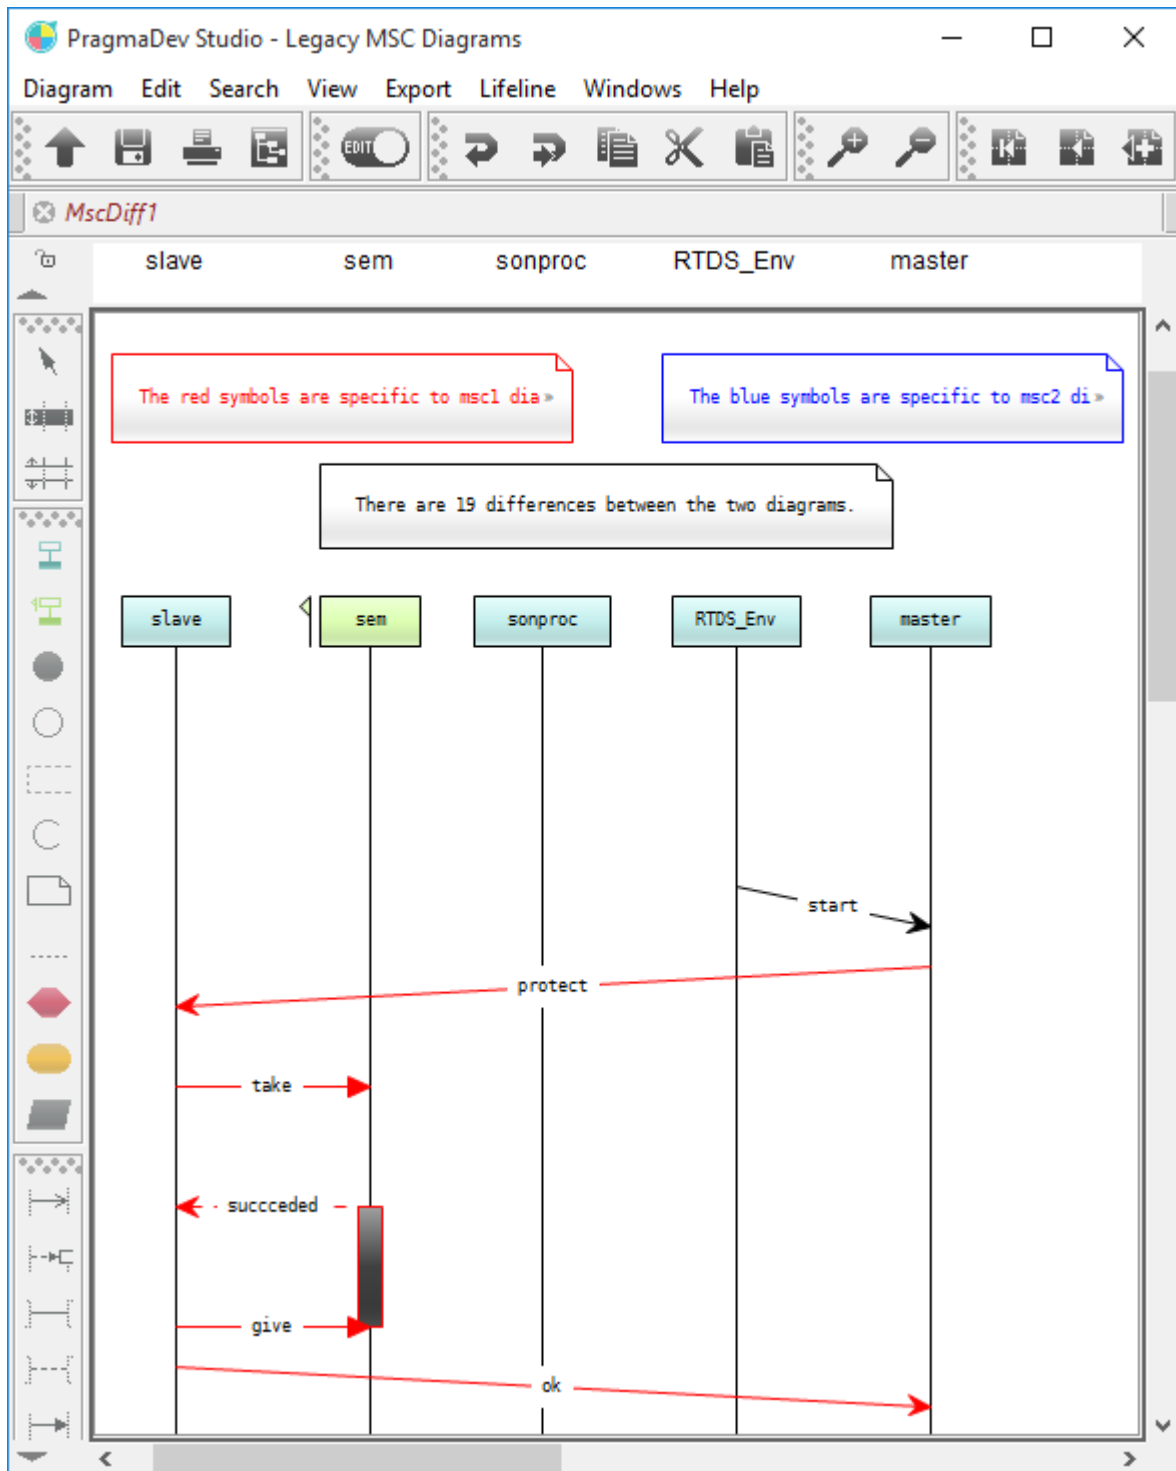 PragmaDev Studio - Legacy MSC Diagrams
Diagram Edit Search View Export Lifeline Windows Help
EDIT
MscDiff1
slave sem sonproc RTDS_Env master
The red symbols are specific to msc1 dia»
The blue symbols are specific to msc2 di»
There are 19 differences between the two diagrams.
slave sem sonproc RTDS_Env master
start
protect
take
succceded
give
ok